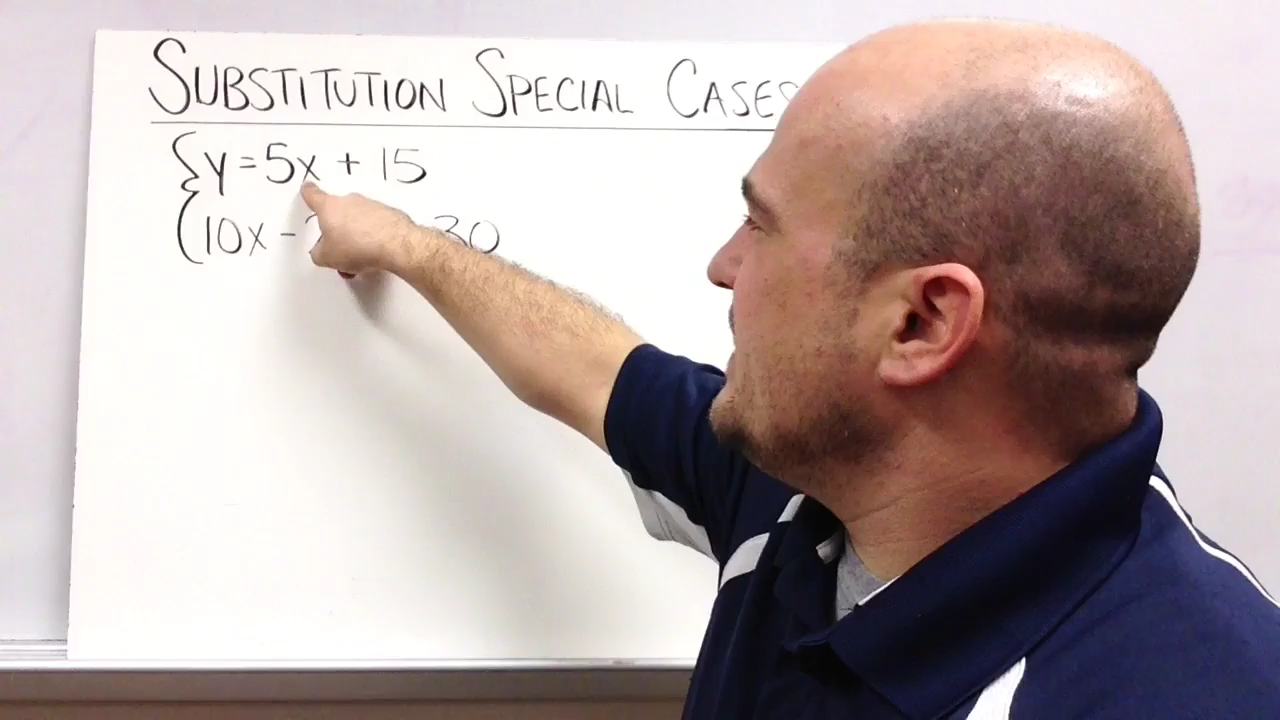 SUBSTITUTION SPECIAL CASES
y = 5x + 15
10x - 30